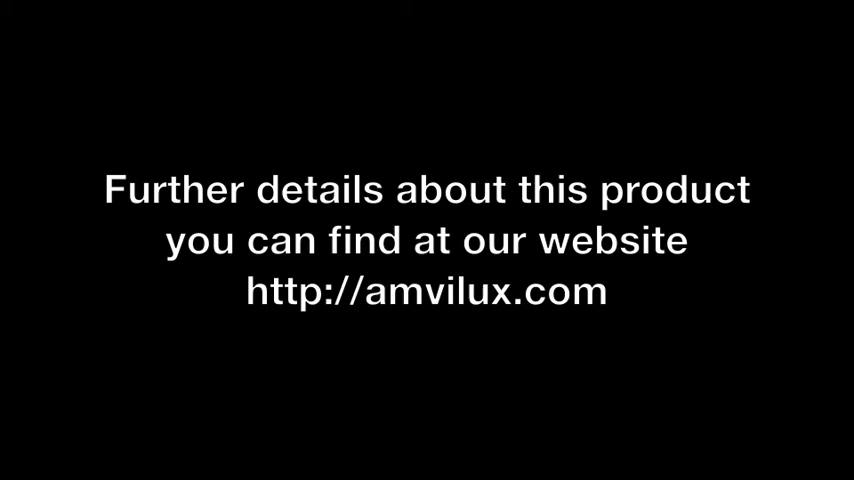 Further details about this product
you can find at our website
http://amvilux.com